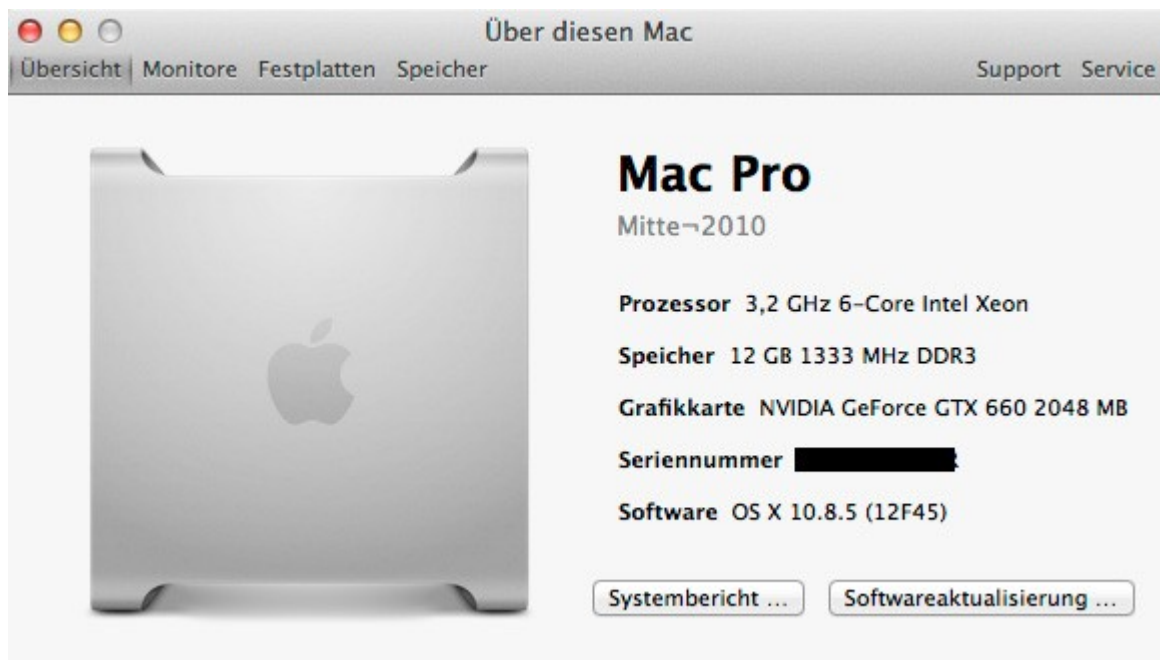 Über diesen Mac
Übersicht Monitore Festplatten Speicher Support Service
Mac Pro
Mitte¬2010
Prozessor 3,2 GHz 6-Core Intel Xeon
Speicher 12 GB 1333 MHz DDR3
Grafikkarte NVIDIA GeForce GTX 660 2048 MB
Seriennummer
Software OS X 10.8.5 (12F45)
Systembericht ... Softwareaktualisierung ...